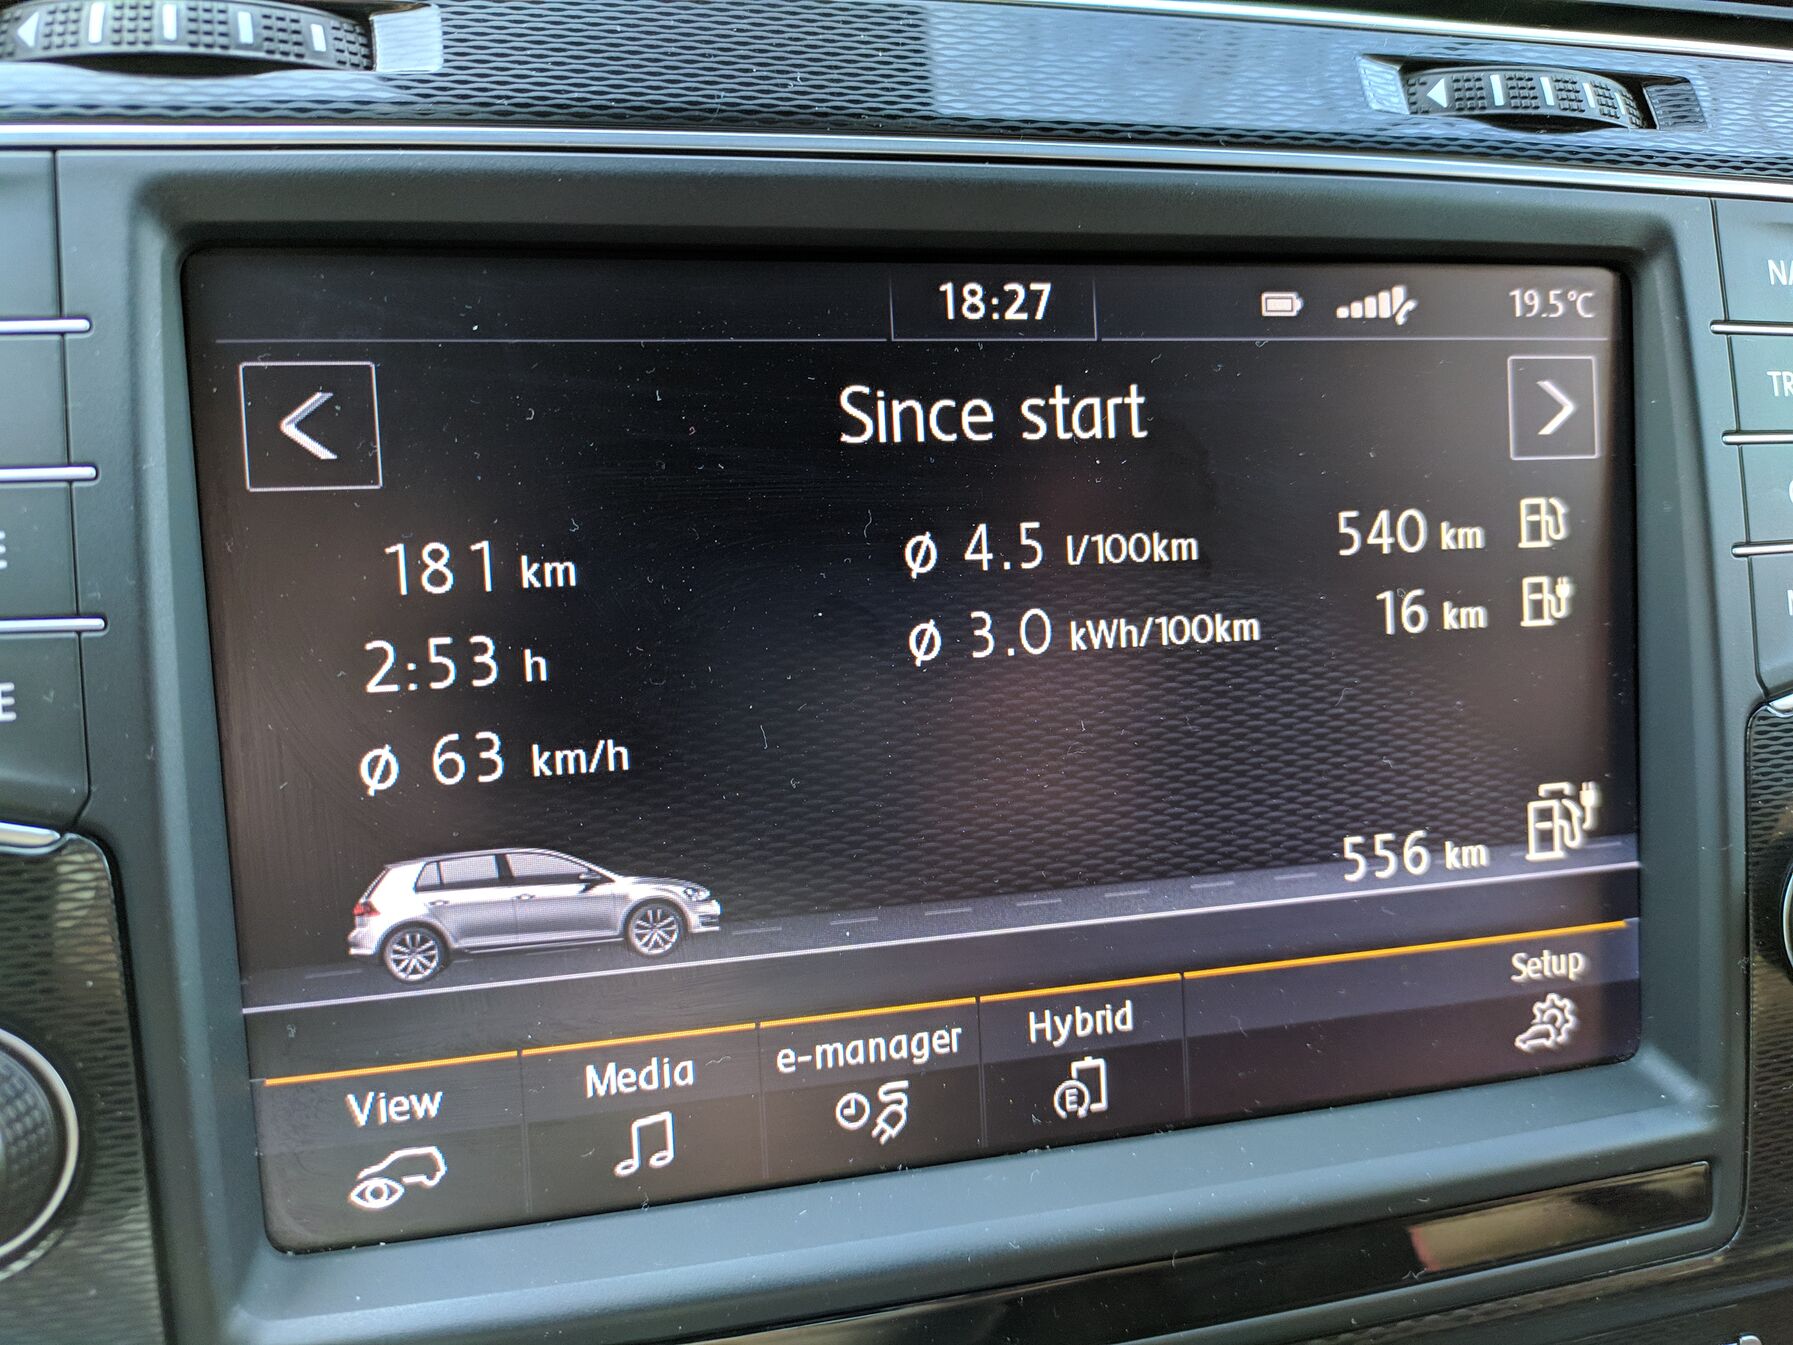 18:27
19.5°C
Since start
181 km
ø 4.5 l/100km
540 km
2:53 h
ø 3.0 kWh/100km
16 km
ø 63 km/h
556 km
View
Media
e-manager
Hybrid
E
Setup